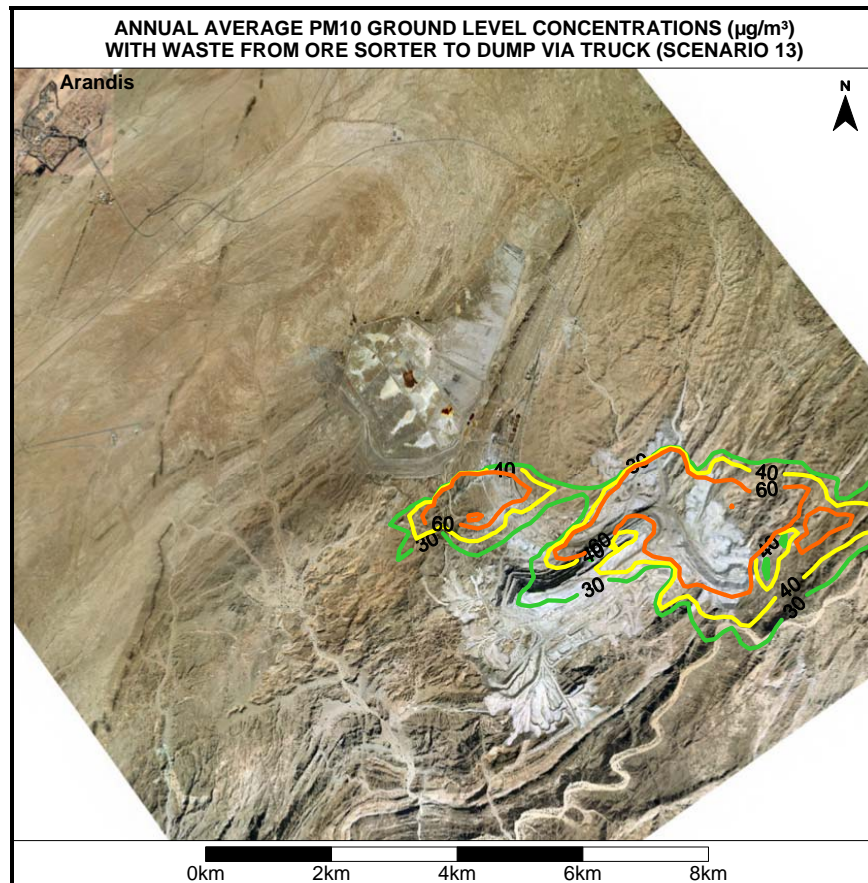 ANNUAL AVERAGE PM10 GROUND LEVEL CONCENTRATIONS (µg/m³)
WITH WASTE FROM ORE SORTER TO DUMP VIA TRUCK (SCENARIO 13)
Arandis
N
40
30
40
60
60
30
60
40
40
30
40
30
0km 2km 4km 6km 8km